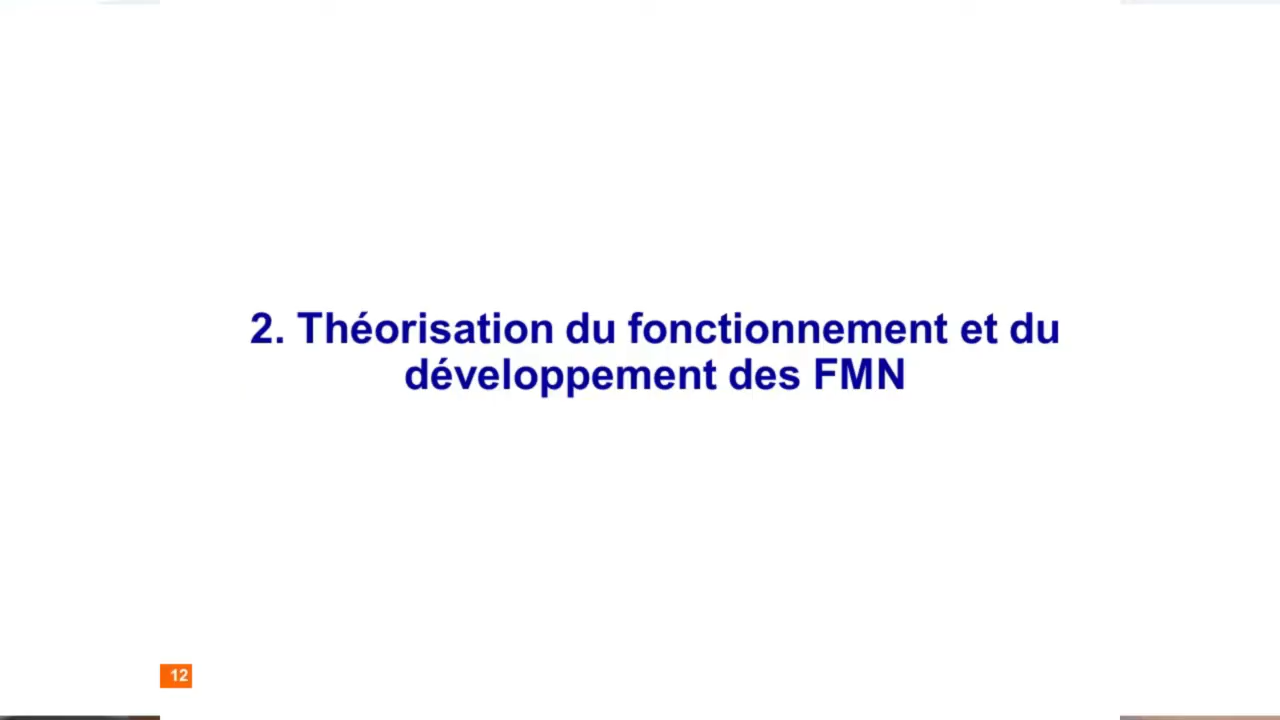 2. Théorisation du fonctionnement et du
développement des FMN
12